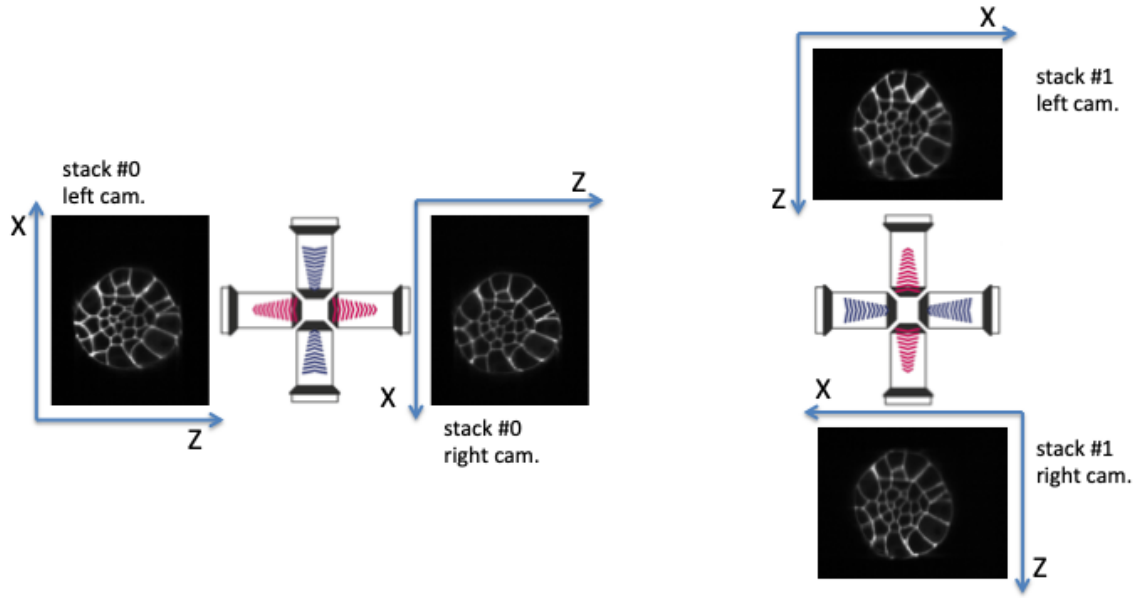 stack #0
left cam.
X
Z
Z
X
stack #0
right cam.
X
stack #1
left cam.
Z
X
stack #1
right cam.
Z